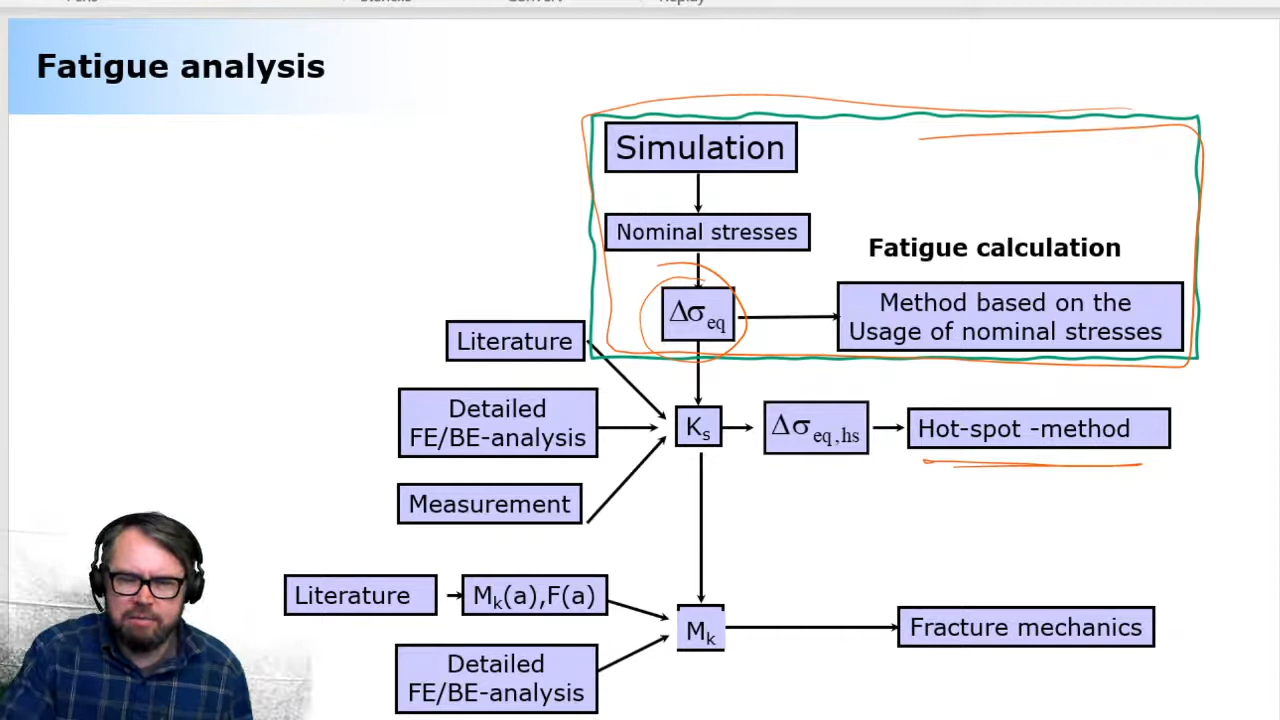 Fatigue analysis
Simulation
Nominal stresses
Fatigue calculation
Δσeq
Method based on the
Usage of nominal stresses
Literature
Detailed
FE/BE-analysis
Ks
Δσeq,hs
Hot-spot -method
Measurement
Literature
Mk(a),F(a)
Mk
Fracture mechanics
Detailed
FE/BE-analysis